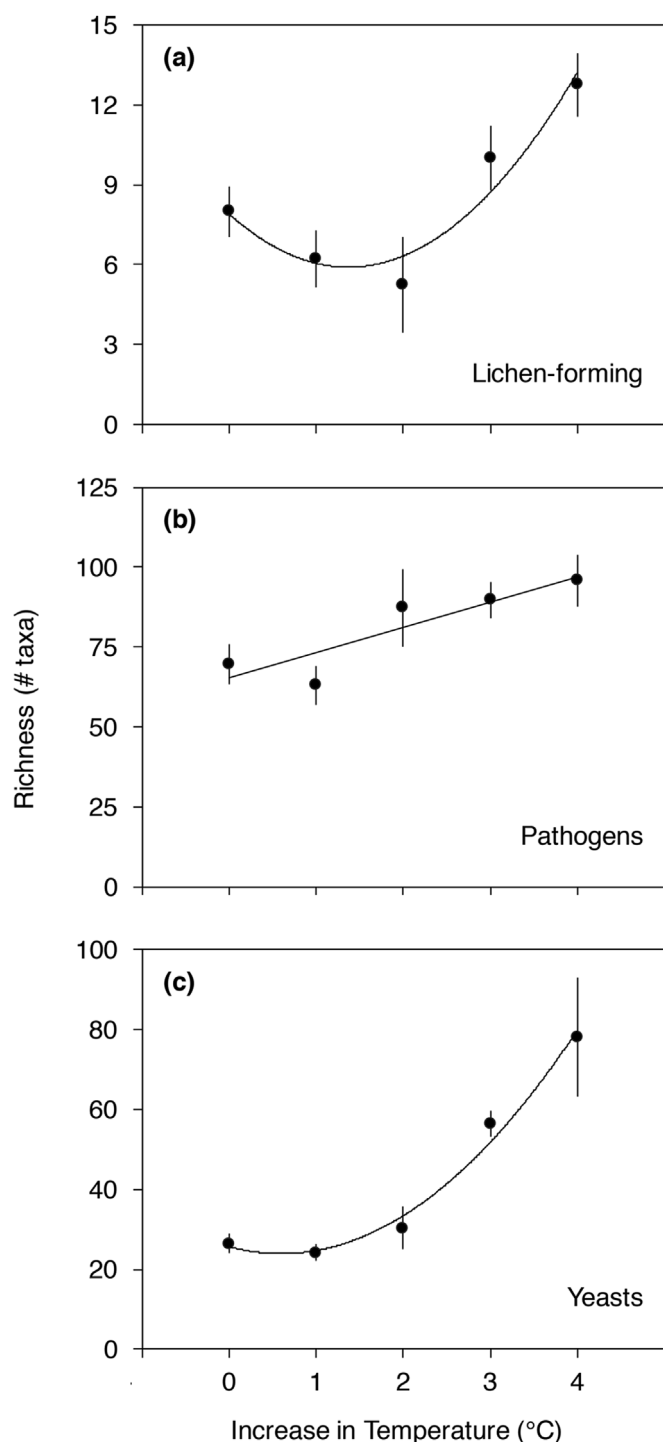 15
(a)
12
9
6
3
0
Lichen-forming
125
(b)
100
75
50
25
0
Pathogens
Richness (# taxa)
100
(c)
80
60
40
20
0
Yeasts
0 1 2 3 4
Increase in Temperature (°C)